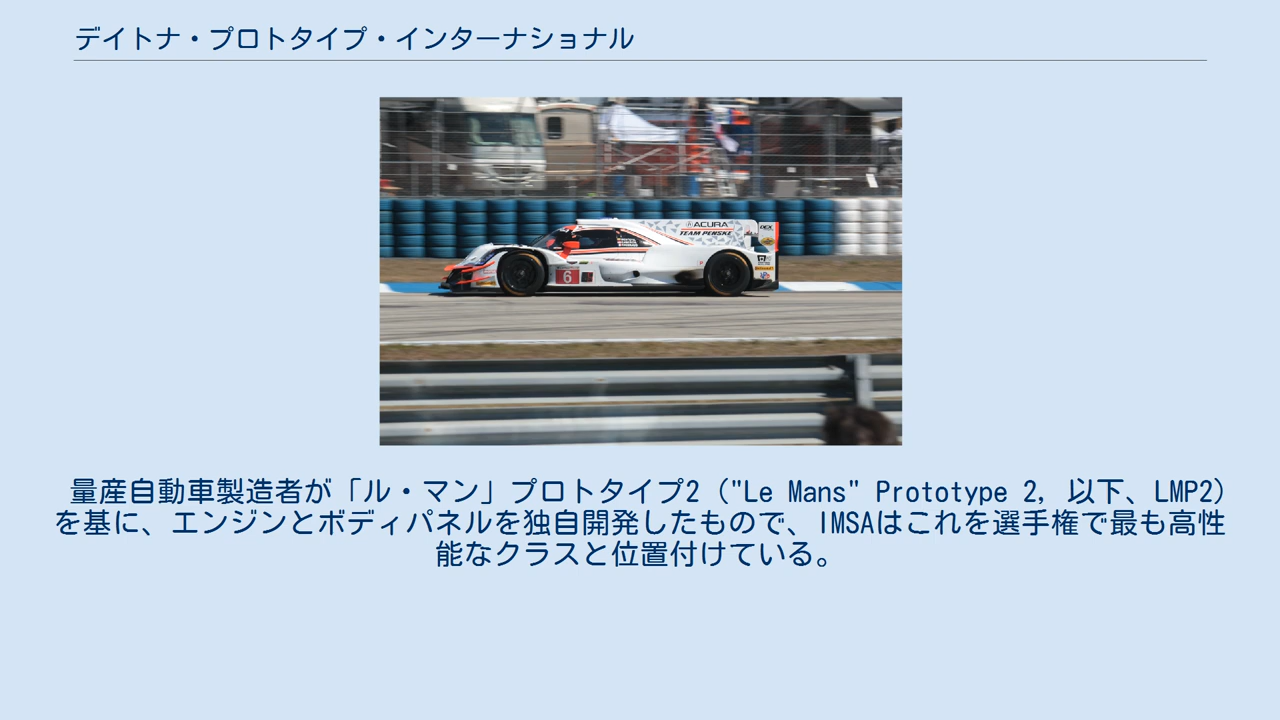 デイトナ・プロトタイプ・インターナショナル
ACURA
TEAM PENSKE
6
量産自動車製造者が「ル・マン」プロトタイプ2（"Le Mans" Prototype 2, 以下、LMP2）
を基に、エンジンとボディパネルを独自開発したもので、IMSAはこれを選手権で最も高性
能なクラスと位置付けている。